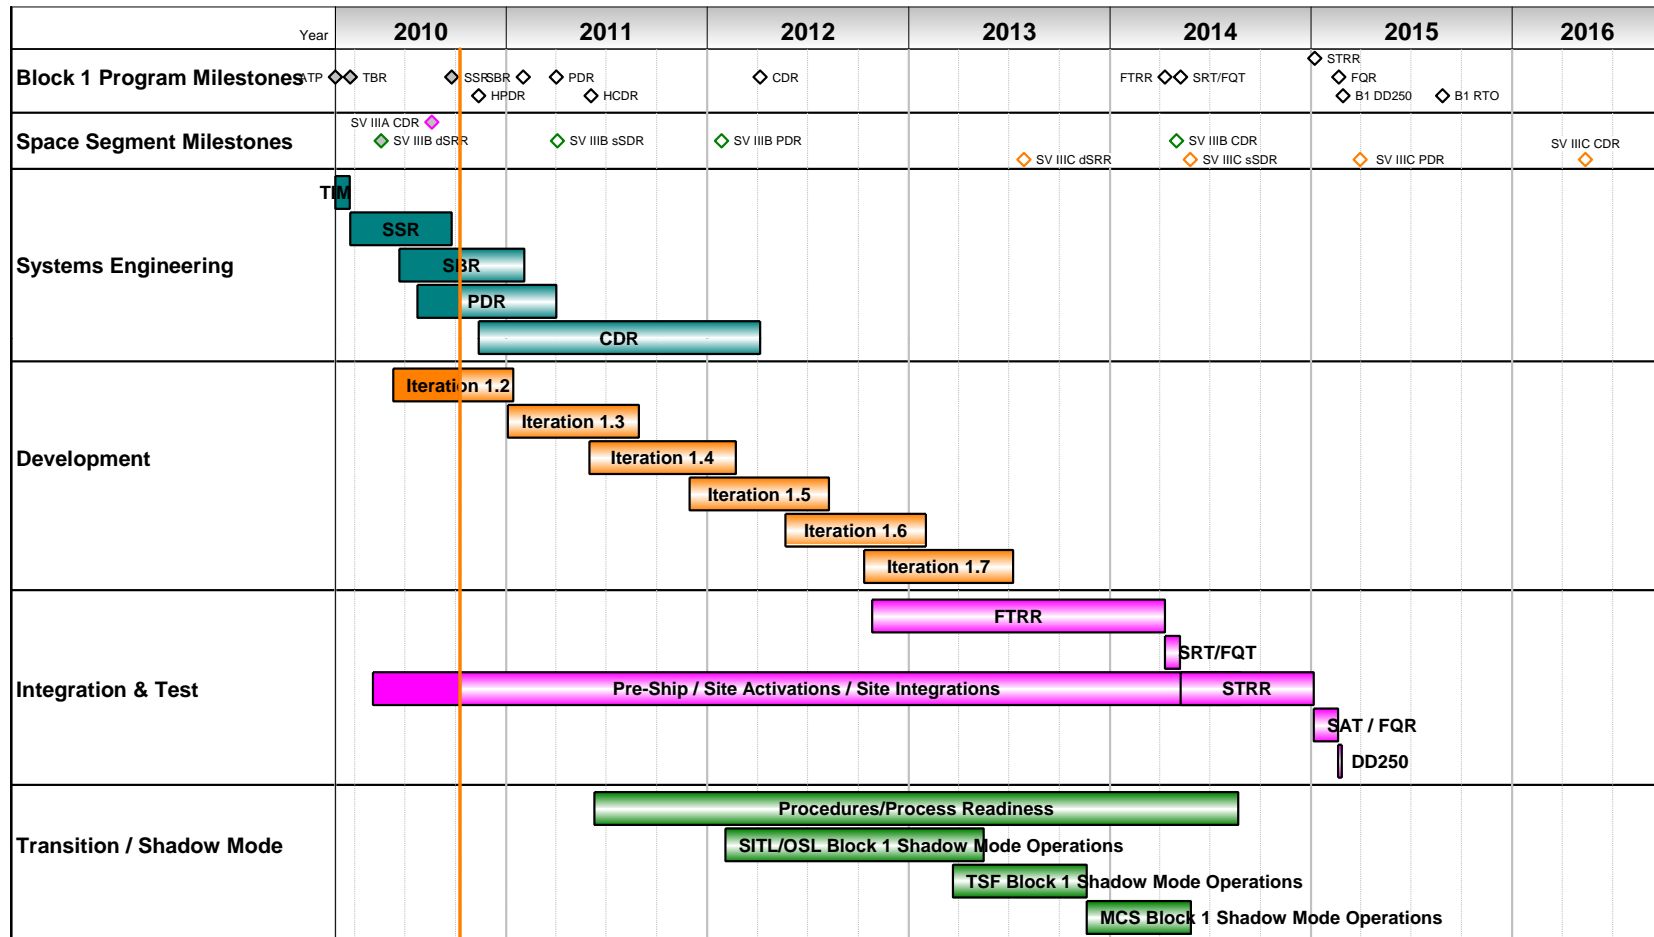 Year 2010 2011 2012 2013 2014 2015 2016
STRR
Block 1 Program Milestones ATP TBR SSR SBR PDR CDR FTRR SRT/FQT FQR
HPDR HCDR B1 DD250 B1 RTO
SV IIIA CDR
Space Segment Milestones SV IIIB dSRR SV IIIB sSDR SV IIIB PDR SV IIIB CDR SV IIIC CDR
SV IIIC dSRR SV IIIC sSDR SV IIIC PDR
TIM
SSR
Systems Engineering SBR
PDR
CDR
Iteration 1.2
Iteration 1.3
Development Iteration 1.4
Iteration 1.5
Iteration 1.6
Iteration 1.7
FTRR
SRT/FQT
Integration & Test Pre-Ship / Site Activations / Site Integrations STRR
SAT / FQR
DD250
Procedures/Process Readiness
Transition / Shadow Mode SITL/OSL Block 1 Shadow Mode Operations
TSF Block 1 Shadow Mode Operations
MCS Block 1 Shadow Mode Operations